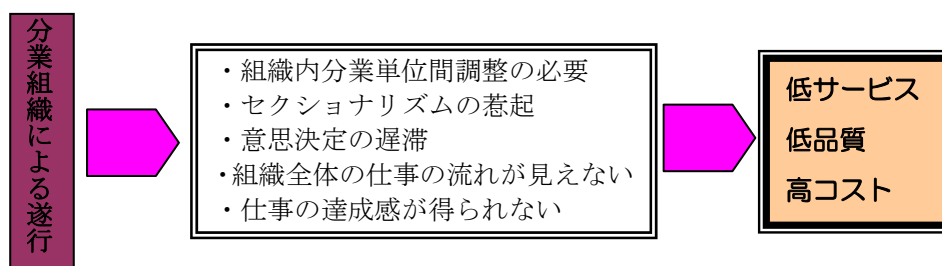 分業組織による遂行
・組織内分業単位間調整の必要
・セクショナリズムの惹起
・意思決定の遅滞
・組織全体の仕事の流れが見えない
・仕事の達成感が得られない
低サービス
低品質
高コスト